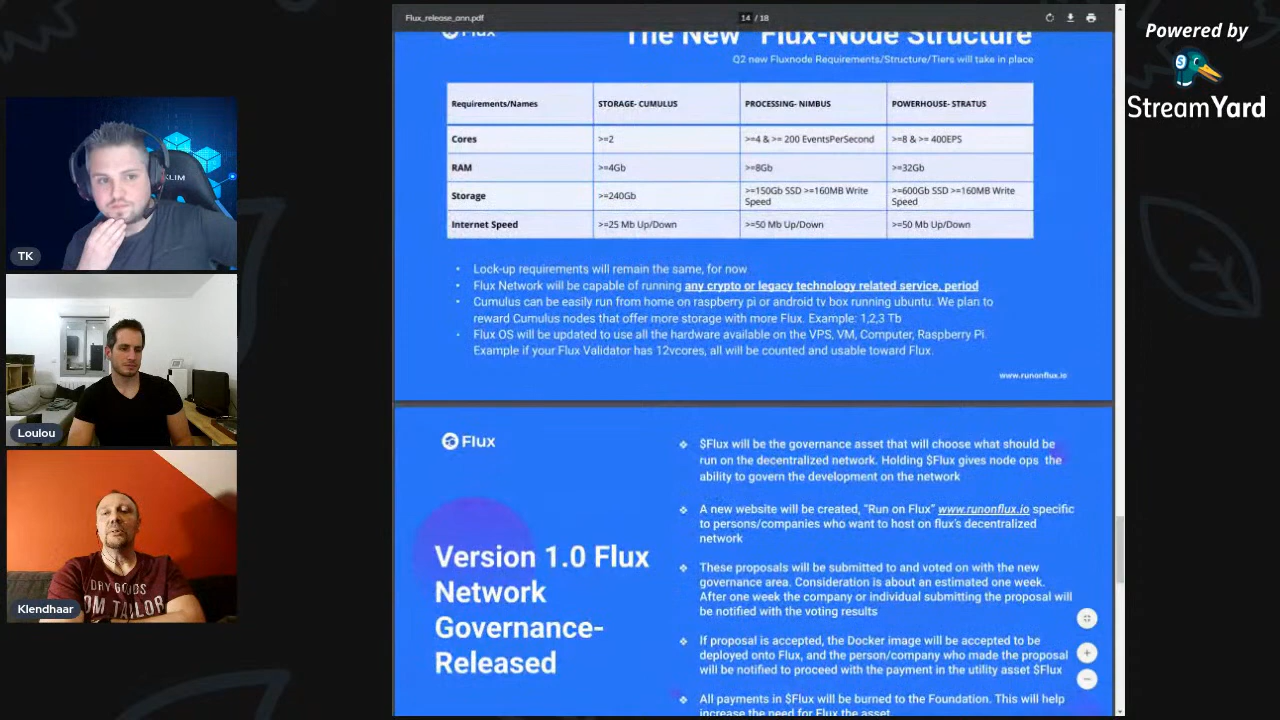 Flux_release_ann.pdf
14 / 18
Powered by
StreamYard
Flux
The New "Flux-Node Structure
Q2 new Fluxnode Requirements/Structure/Tiers will take in place
Requirements/Names STORAGE- CUMULUS PROCESSING- NIMBUS POWERHOUSE- STRATUS
Cores >=2 >=4 & >= 200 EventsPerSecond >=8 & >= 400EPS
RAM >=4Gb >=8Gb >=32Gb
Storage >=240Gb >=150Gb SSD >=160MB Write Speed >=600Gb SSD >=160MB Write Speed
Internet Speed >=25 Mb Up/Down >=50 Mb Up/Down >=50 Mb Up/Down
• Lock-up requirements will remain the same, for now
• Flux Network will be capable of running any crypto or legacy technology related service, period
• Cumulus can be easily run from home on raspberry pi or android tv box running ubuntu. We plan to
reward Cumulus nodes that offer more storage with more Flux. Example: 1,2,3 Tb
• Flux OS will be updated to use all the hardware available on the VPS, VM, Computer, Raspberry Pi.
Example if your Flux Validator has 12vcores, all will be counted and usable toward Flux.
www.runonflux.io
Flux
Version 1.0 Flux
Network
Governance-
Released
❖ $Flux will be the governance asset that will choose what should be
run on the decentralized network. Holding $Flux gives node ops the
ability to govern the development on the network
❖ A new website will be created, "Run on Flux" www.runonflux.io specific
to persons/companies who want to host on flux's decentralized
network
❖ These proposals will be submitted to and voted on with the new
governance area. Consideration is about an estimated one week.
After one week the company or individual submitting the proposal will
be notified with the voting results
❖ If proposal is accepted, the Docker image will be accepted to be
deployed onto Flux, and the person/company who made the proposal
will be notified to proceed with the payment in the utility asset $Flux
❖ All payments in $Flux will be burned to the Foundation. This will help
increase the need for Flux the asset
KLIM
TK
Loulou
DRY GOODS
OM TAILOR
Klendhaar